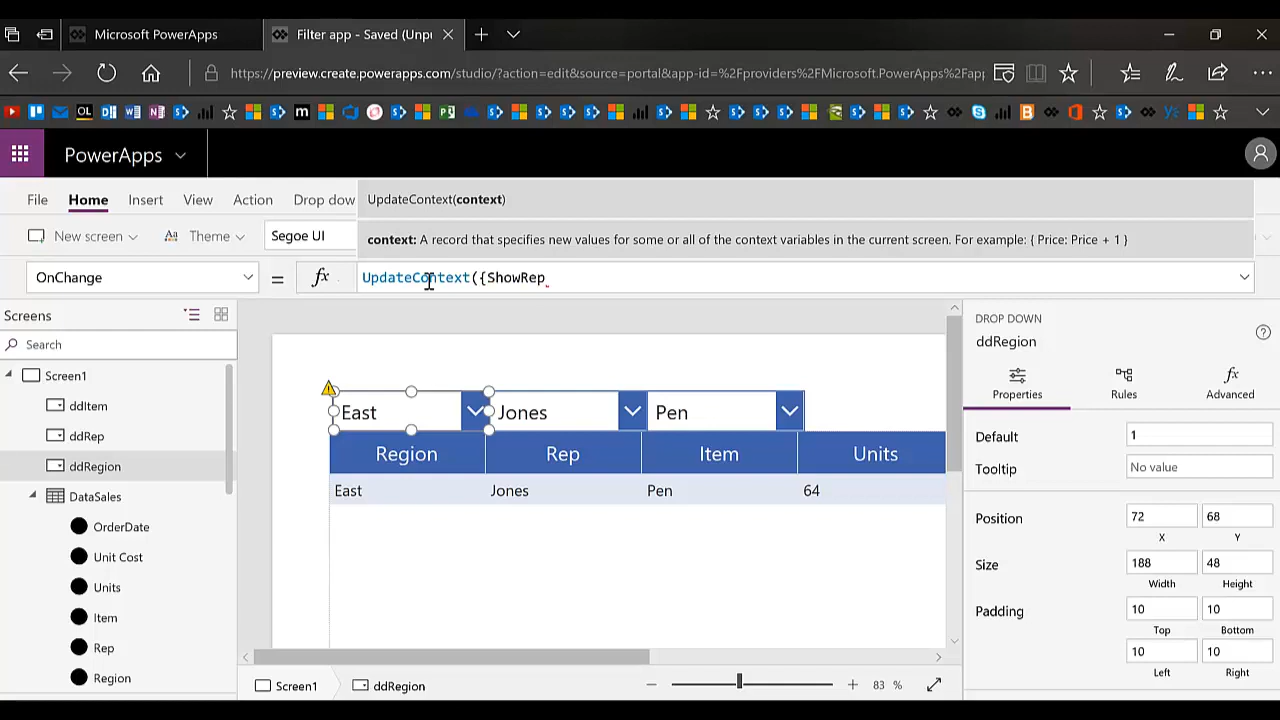 Microsoft PowerApps
Filter app - Saved (Unpu
https://preview.create.powerapps.com/studio/?action=edit&source=portal&app-id=%2Fproviders%2FMicrosoft.PowerApps%2Fapp
PowerApps
File Home Insert View Action Drop dow
UpdateContext(context)
New screen Theme Segoe UI
context: A record that specifies new values for some or all of the context variables in the current screen. For example: { Price: Price + 1 }
OnChange = fx UpdateContext({ShowRep
Screens
Search
Screen1
ddItem
ddRep
ddRegion
DataSales
OrderDate
Unit Cost
Units
Item
Rep
Region
East Jones Pen
Region Rep Item Units
East Jones Pen 64
Screen1 ddRegion
83 %
DROP DOWN
ddRegion
Properties Rules Advanced
Default 1
Tooltip No value
Position 72 68
X Y
Size 188 48
Width Height
Padding 10 10
Top Bottom
10 10
Left Right